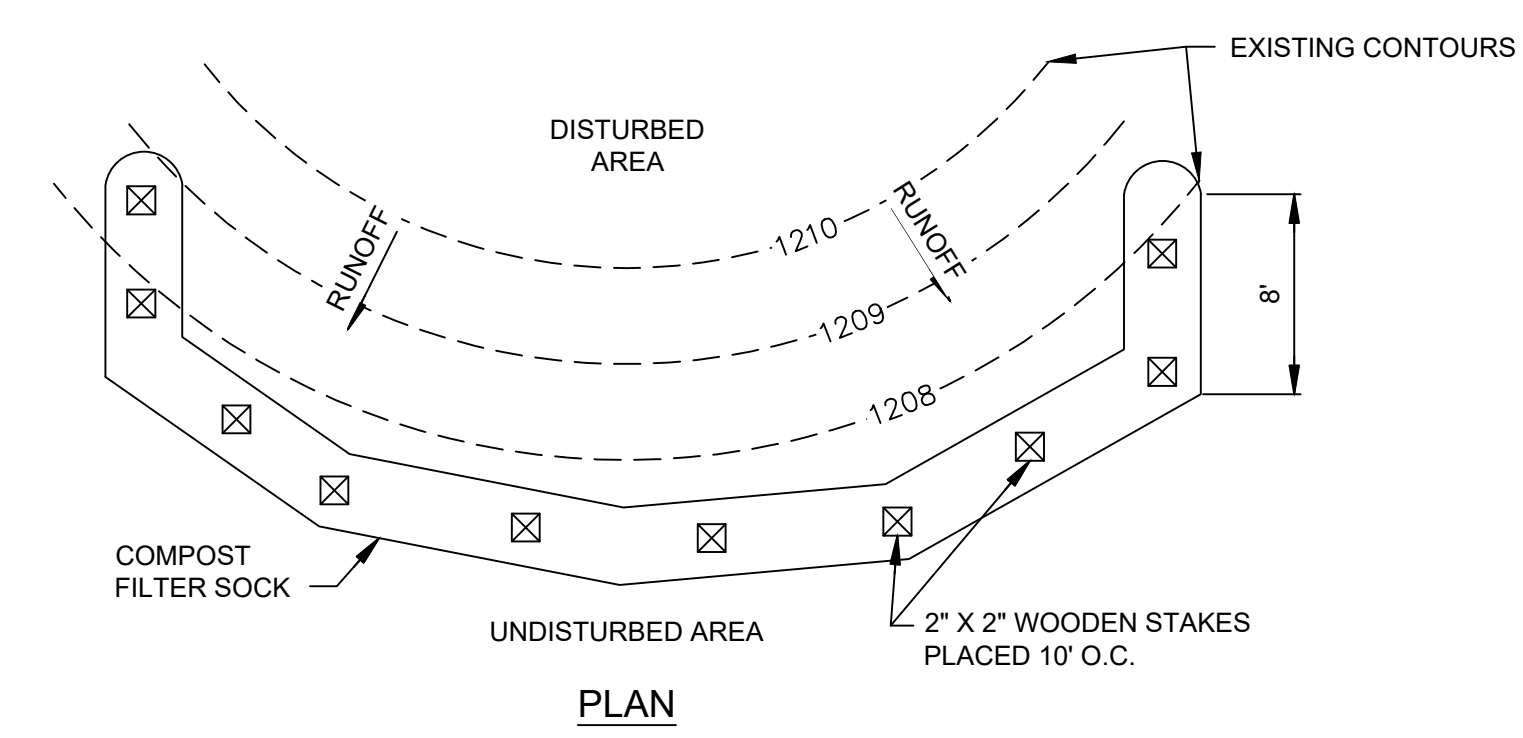 EXISTING CONTOURS
DISTURBED
AREA
RUNOFF
RUNOFF
1210
1209
1208
8'
COMPOST
FILTER SOCK
UNDISTURBED AREA
2" X 2" WOODEN STAKES
PLACED 10' O.C.
PLAN